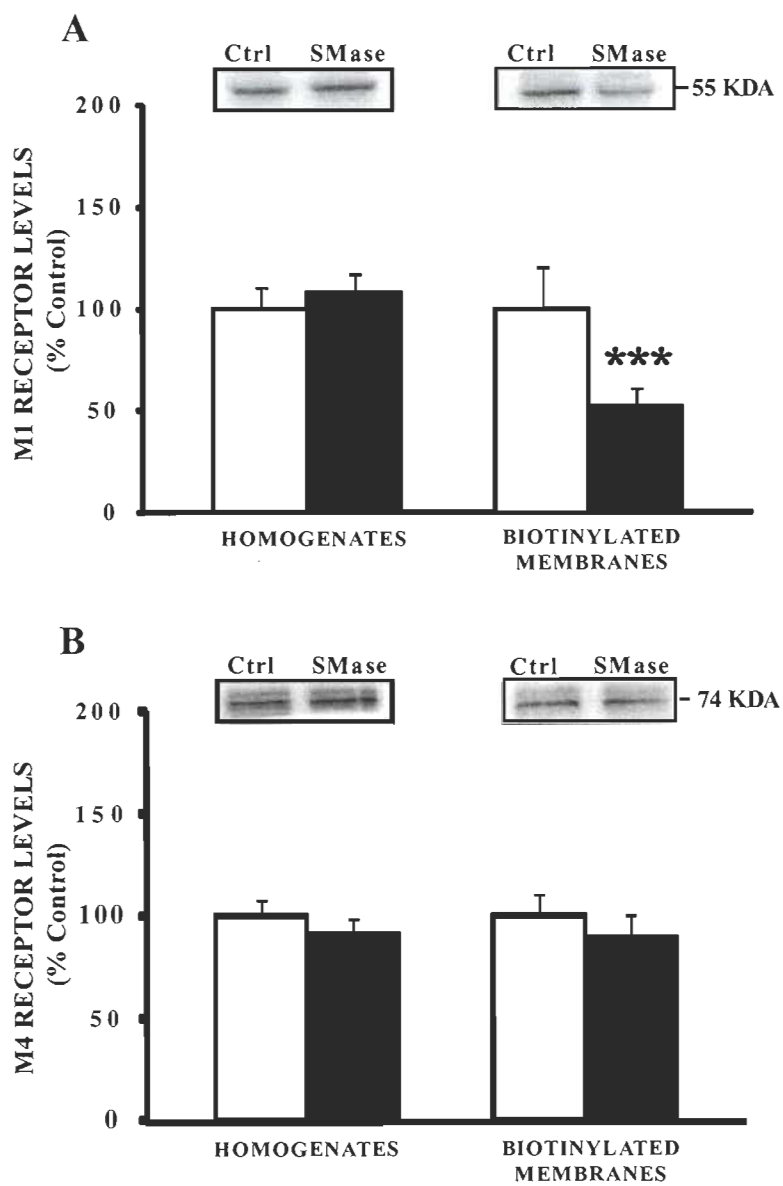 A
Ctrl SMase
Ctrl SMase
55 KDA
200
150
100
50
0
M1 RECEPTOR LEVELS
(% Control)
***
HOMOGENATES
BIOTINYLATED
MEMBRANES
B
Ctrl SMase
Ctrl SMase
74 KDA
200
150
100
50
0
M4 RECEPTOR LEVELS
(% Control)
HOMOGENATES
BIOTINYLATED
MEMBRANES